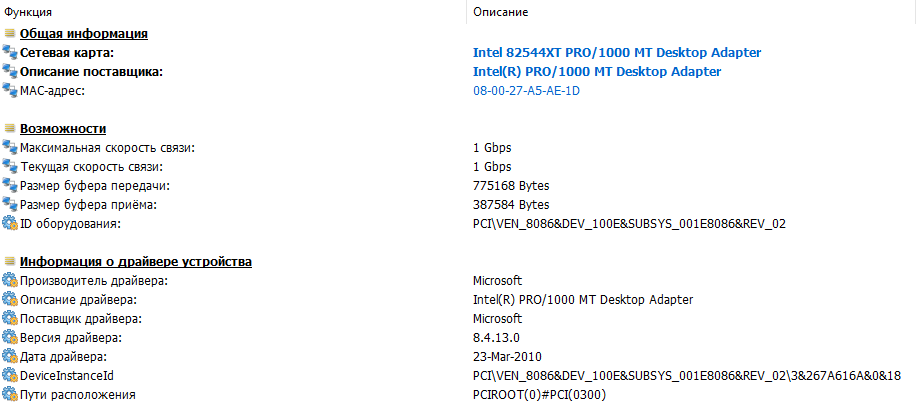 Функция Описание
Общая информация
Сетевая карта: Intel 82544XT PRO/1000 MT Desktop Adapter
Описание поставщика: Intel(R) PRO/1000 MT Desktop Adapter
MAC-адрес: 08-00-27-A5-AE-1D
Возможности
Максимальная скорость связи: 1 Gbps
Текущая скорость связи: 1 Gbps
Размер буфера передачи: 775168 Bytes
Размер буфера приёма: 387584 Bytes
ID оборудования: PCI\VEN_8086&DEV_100E&SUBSYS_001E8086&REV_02
Информация о драйвере устройства
Производитель драйвера: Microsoft
Описание драйвера: Intel(R) PRO/1000 MT Desktop Adapter
Поставщик драйвера: Microsoft
Версия драйвера: 8.4.13.0
Дата драйвера: 23-Mar-2010
DeviceInstanceId PCI\VEN_8086&DEV_100E&SUBSYS_001E8086&REV_02\3&267A616A&0&18
Пути расположения PCIROOT(0)#PCI(0300)